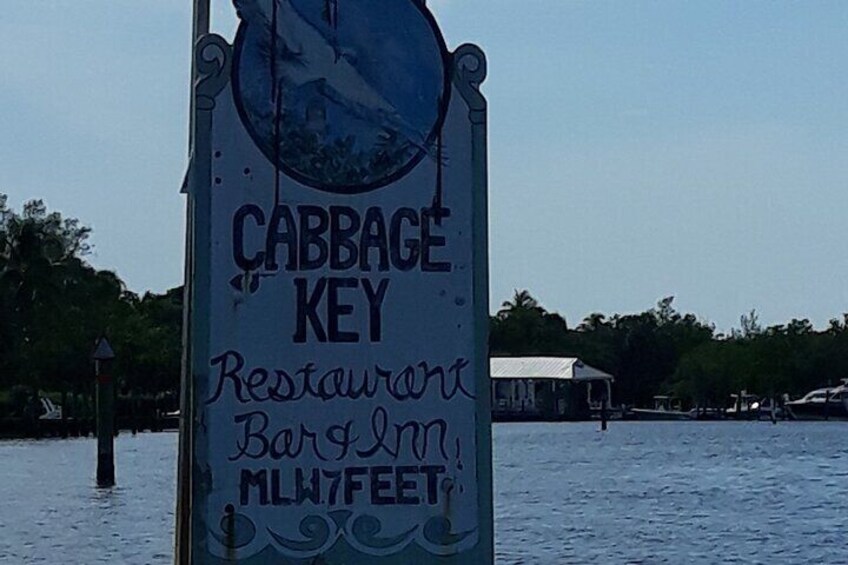 CABBAGE
KEY
Restaurant
Bar & Inn
MLW 7 FEET